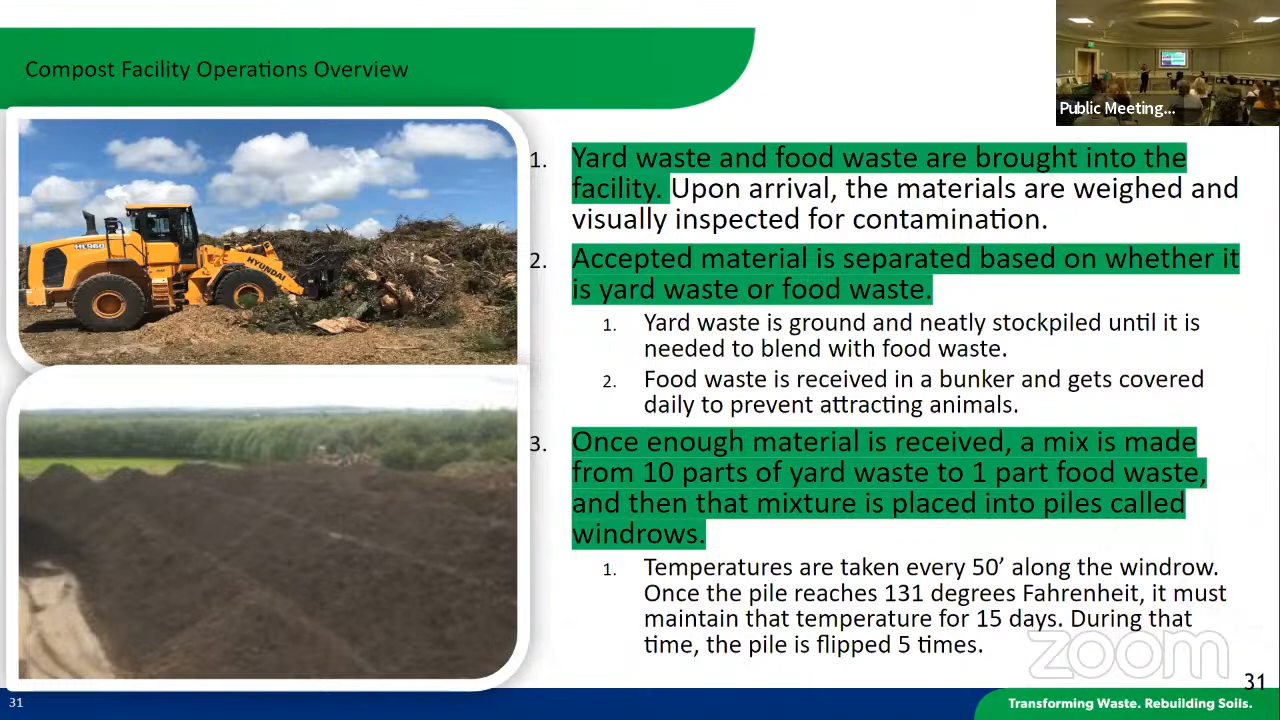 Compost Facility Operations Overview
Public Meeting...
HL960
HYUNDAI
1. Yard waste and food waste are brought into the
facility. Upon arrival, the materials are weighed and
visually inspected for contamination.
2. Accepted material is separated based on whether it
is yard waste or food waste.
1. Yard waste is ground and neatly stockpiled until it is
needed to blend with food waste.
2. Food waste is received in a bunker and gets covered
daily to prevent attracting animals.
3. Once enough material is received, a mix is made
from 10 parts of yard waste to 1 part food waste,
and then that mixture is placed into piles called
windrows.
1. Temperatures are taken every 50’ along the windrow.
Once the pile reaches 131 degrees Fahrenheit, it must
maintain that temperature for 15 days. During that
time, the pile is flipped 5 times.
zoom
31
31
Transforming Waste. Rebuilding Soils.